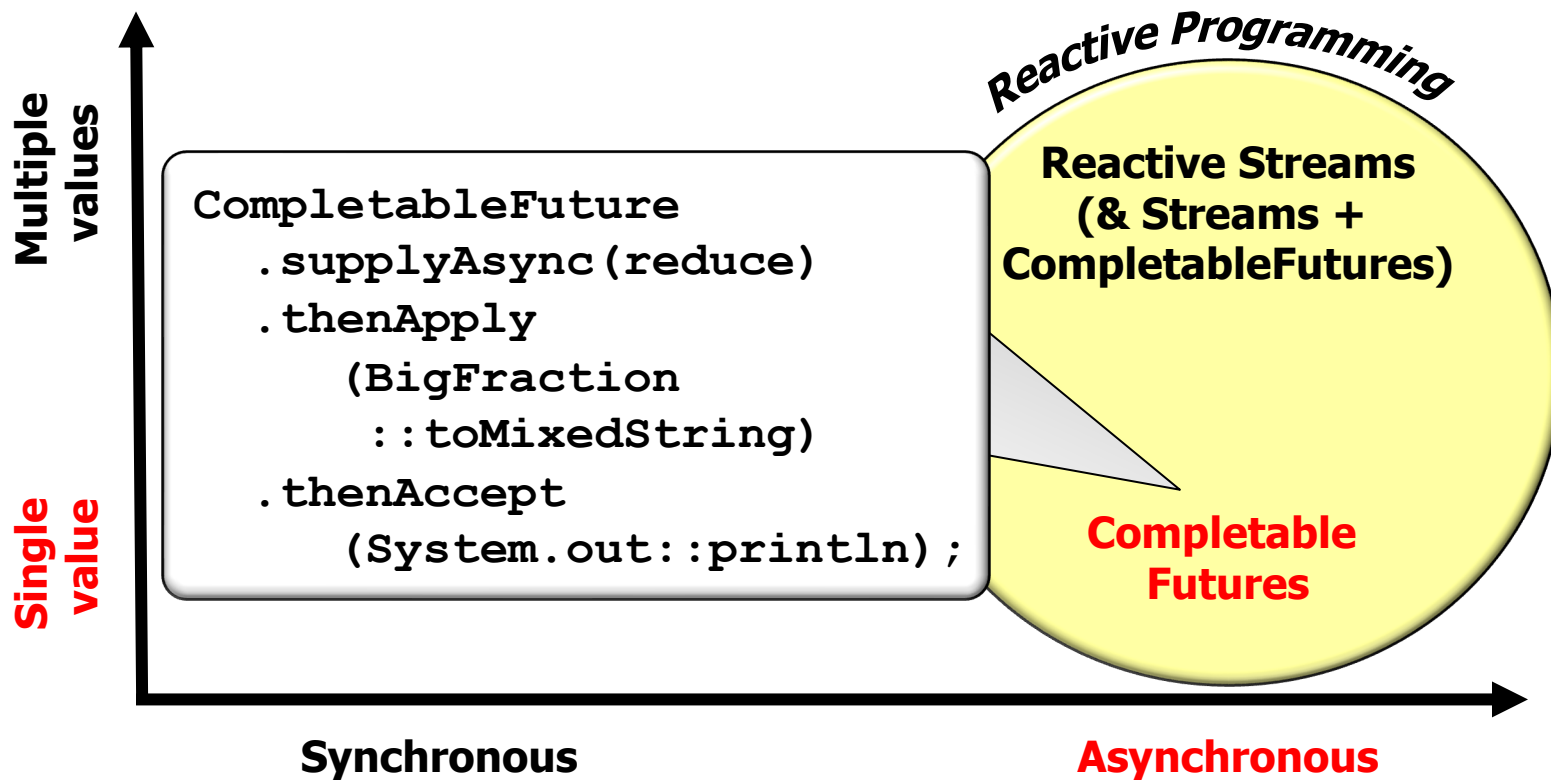 Reactive Programming
Multiple
values
Single
value
CompletableFuture
.supplyAsync(reduce)
.thenApply
(BigFraction
::toMixedString)
.thenAccept
(System.out::println);
Reactive Streams
(& Streams +
CompletableFutures)
Completable
Futures
Synchronous
Asynchronous